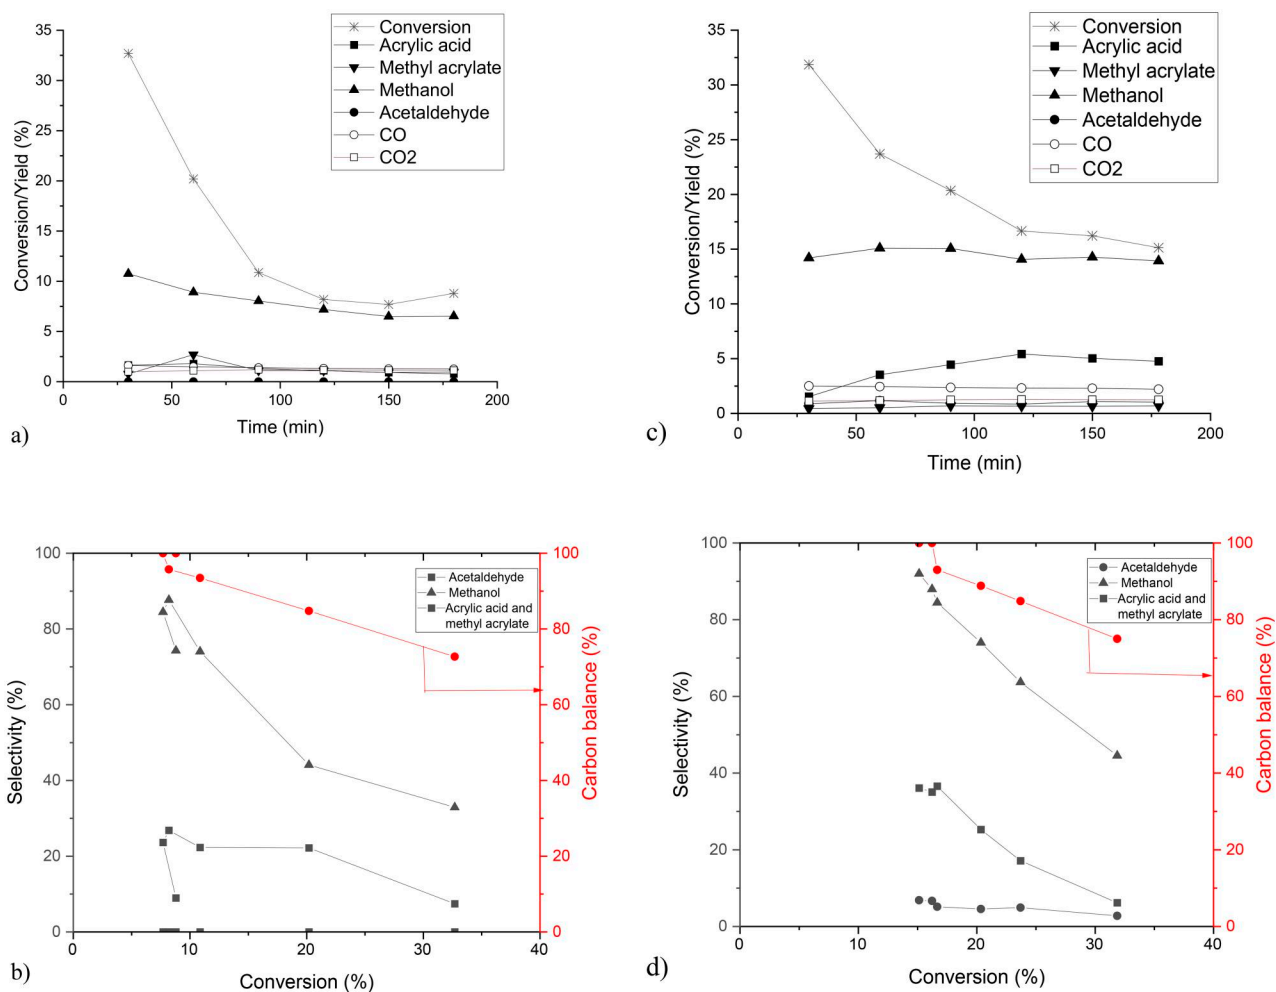 35
30
25
20
15
10
5
0
Conversion/Yield (%)
0
50
100
150
200
Time (min)
Conversion
Acrylic acid
Methyl acrylate
Methanol
Acetaldehyde
CO
CO2
a)
35
30
25
20
15
10
5
0
Conversion/Yield (%)
0
50
100
150
200
Time (min)
Conversion
Acrylic acid
Methyl acrylate
Methanol
Acetaldehyde
CO
CO2
c)
100
80
60
40
20
0
Selectivity (%)
0
10
20
30
40
Conversion (%)
Acetaldehyde
Methanol
Acrylic acid and
methyl acrylate
100
80
60
40
20
0
Carbon balance (%)
b)
100
80
60
40
20
0
Selectivity (%)
0
10
20
30
40
Conversion (%)
Acetaldehyde
Methanol
Acrylic acid and
methyl acrylate
100
80
60
40
20
0
Carbon balance (%)
d)